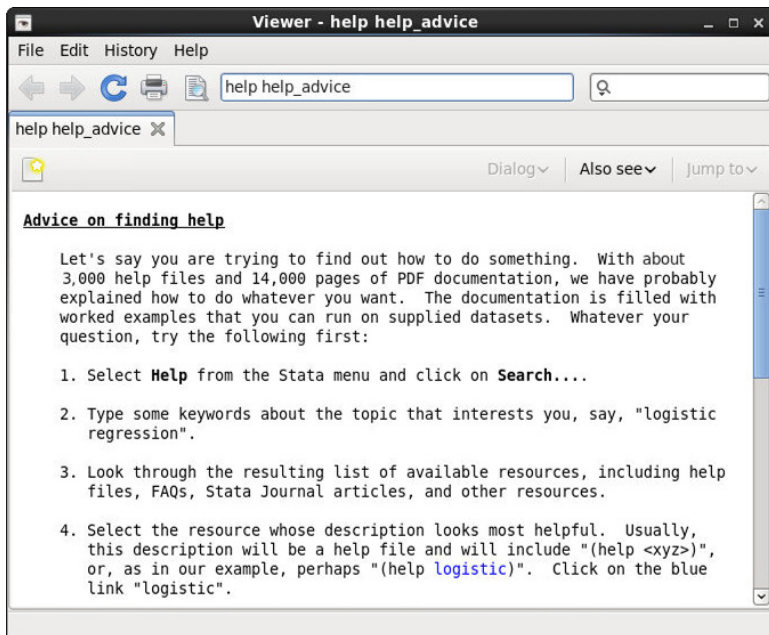 Viewer - help help_advice
File Edit History Help
help help_advice
help help_advice
Dialog Also see Jump to
Advice on finding help
Let's say you are trying to find out how to do something. With about
3,000 help files and 14,000 pages of PDF documentation, we have probably
explained how to do whatever you want. The documentation is filled with
worked examples that you can run on supplied datasets. Whatever your
question, try the following first:
1. Select Help from the Stata menu and click on Search....
2. Type some keywords about the topic that interests you, say, "logistic
regression".
3. Look through the resulting list of available resources, including help
files, FAQs, Stata Journal articles, and other resources.
4. Select the resource whose description looks most helpful. Usually,
this description will be a help file and will include "(help <xyz>)",
or, as in our example, perhaps "(help logistic)". Click on the blue
link "logistic".